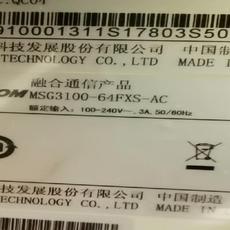 .QC04
910001311S17803S50
科技发展股份有限公司 中国制
TECHNOLOGY CO.,LTD MADE I
融合通信产品
OM MSG3100-64FXS-AC
额定输入:100-240V~.3A.50/60Hz
科技发展股份有限公司 中国制造
TECHNOLOGY CO.,LTD MADE IN